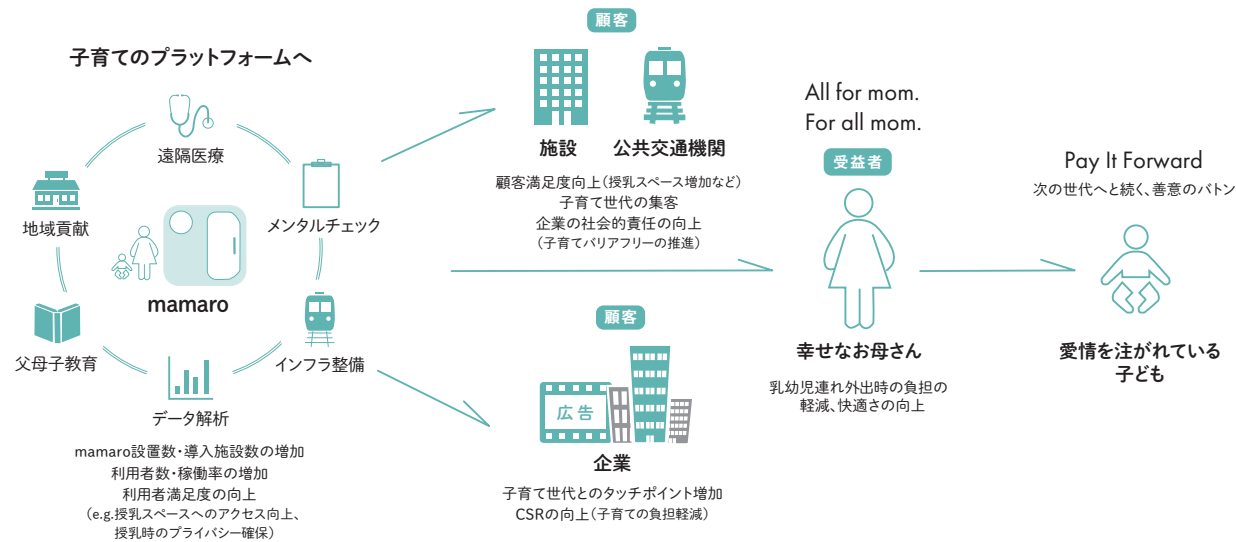 子育てのプラットフォームへ
遠隔医療
地域貢献
メンタルチェック
mamaro
父母子教育
インフラ整備
データ解析
mamaro設置数・導入施設数の増加
利用者数・稼働率の増加
利用者満足度の向上
（e.g.授乳スペースへのアクセス向上、
授乳時のプライバシー確保）
顧客
施設
公共交通機関
顧客満足度向上（授乳スペース増加など）
子育て世代の集客
企業の社会的責任の向上
（子育てバリアフリーの推進）
顧客
広告
企業
子育て世代とのタッチポイント増加
CSRの向上（子育ての負担軽減）
All for mom.
For all mom.
受益者
幸せなお母さん
乳幼児連れ外出時の負担の
軽減、快適さの向上
Pay It Forward
次の世代へと続く、善意のバトン
愛情を注がれている
子ども